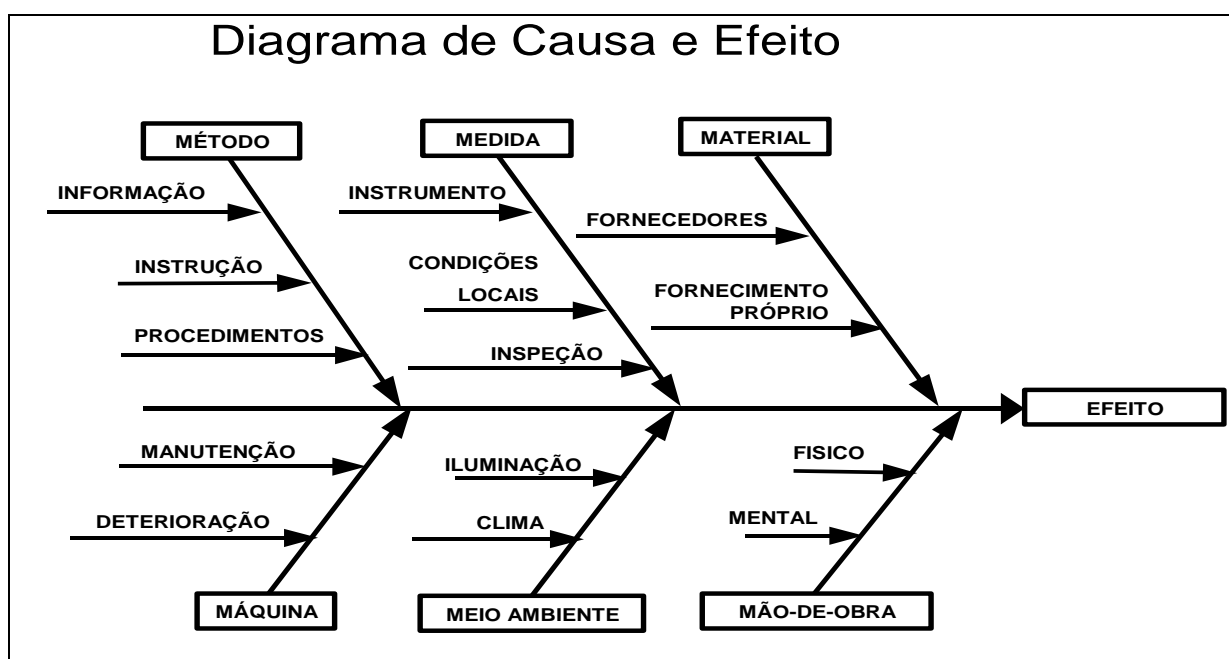 Diagrama de Causa e Efeito
MÉTODO
MEDIDA
MATERIAL
INFORMAÇÃO
INSTRUMENTO
FORNECEDORES
INSTRUÇÃO
CONDIÇÕES
LOCAIS
FORNECIMENTO
PRÓPRIO
PROCEDIMENTOS
INSPEÇÃO
EFEITO
MANUTENÇÃO
ILUMINAÇÃO
FISICO
DETERIORAÇÃO
CLIMA
MENTAL
MÁQUINA
MEIO AMBIENTE
MÃO-DE-OBRA